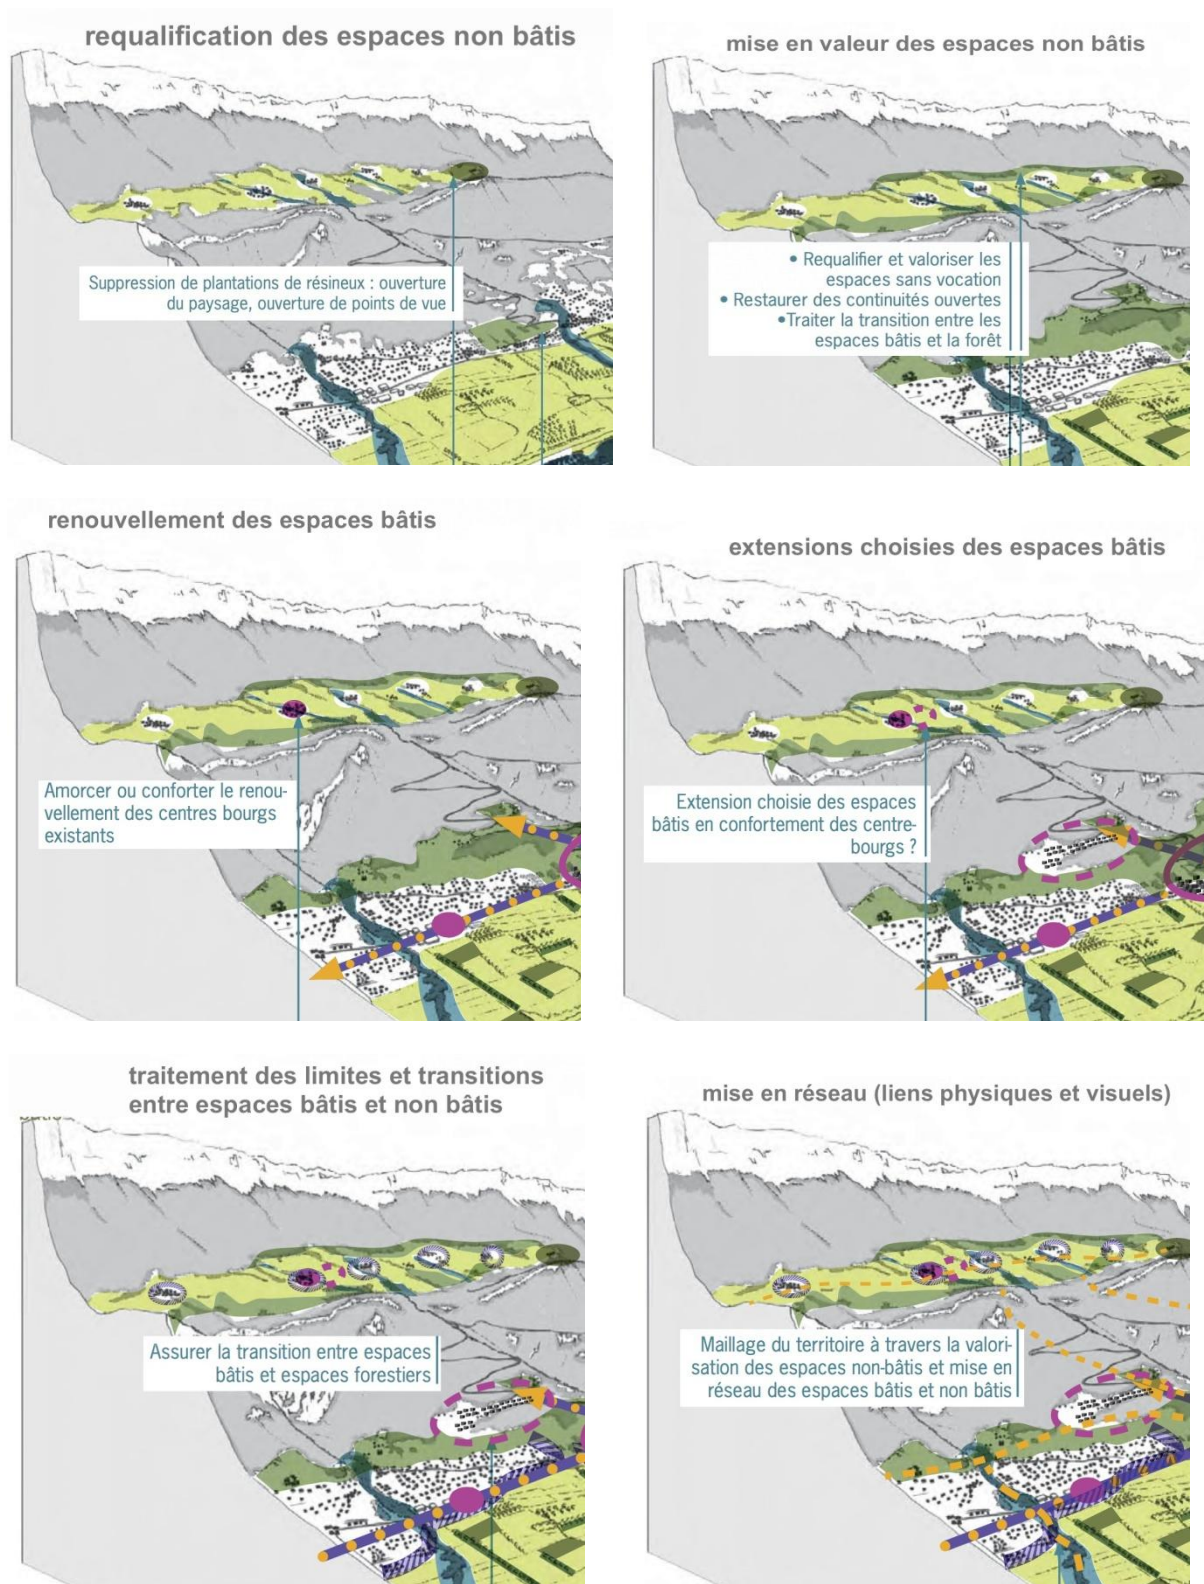 requalification des espaces non bâtis
Suppression de plantations de résineux : ouverture
du paysage, ouverture de points de vue
mise en valeur des espaces non bâtis
• Requalifier et valoriser les
espaces sans vocation
• Restaurer des continuités ouvertes
•Traiter la transition entre les
espaces bâtis et la forêt
renouvellement des espaces bâtis
Amorcer ou conforter le renou-
vellement des centres bourgs
existants
extensions choisies des espaces bâtis
Extension choisie des espaces
bâtis en confortement des centre-
bourgs ?
traitement des limites et transitions
entre espaces bâtis et non bâtis
Assurer la transition entre espaces
bâtis et espaces forestiers
mise en réseau (liens physiques et visuels)
Maillage du territoire à travers la valori-
sation des espaces non-bâtis et mise en
réseau des espaces bâtis et non bâtis